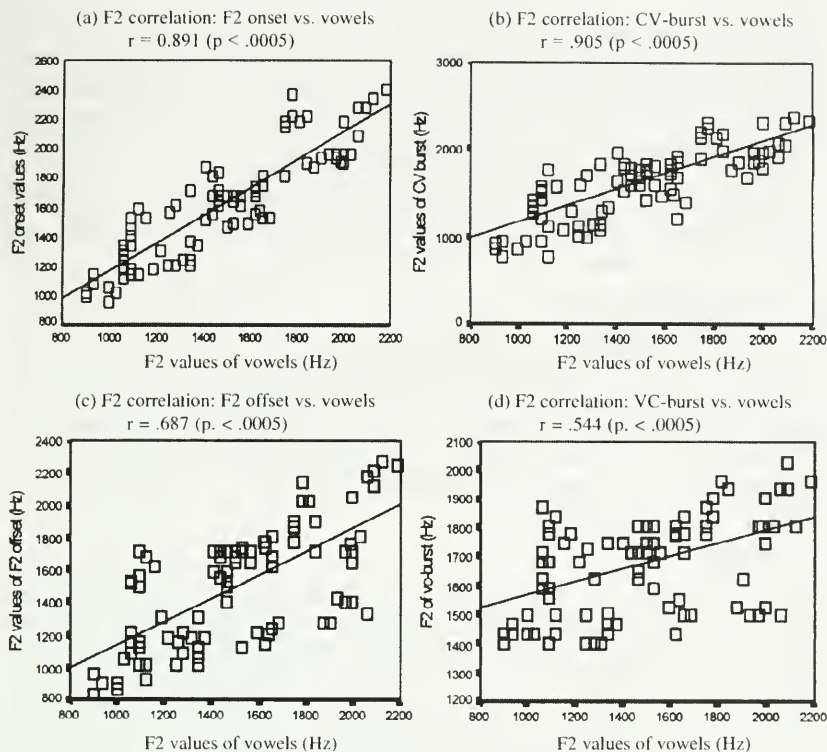 (a) F2 correlation: F2 onset vs. vowels
r = 0.891 (p < .0005)
F2 onset values (Hz)
2600
2400
2200
2000
1800
1600
1400
1200
1000
800
800 1000 1200 1400 1600 1800 2000 2200
F2 values of vowels (Hz)
(b) F2 correlation: CV-burst vs. vowels
r = .905 (p < .0005)
F2 values of CV burst (Hz)
3000
2000
1000
0
800 1000 1200 1400 1600 1800 2000 2200
F2 values of vowels (Hz)
(c) F2 correlation: F2 offset vs. vowels
r = .687 (p. < .0005)
F2 values of F2 offset (Hz)
2400
2200
2000
1800
1600
1400
1200
1000
800
800 1000 1200 1400 1600 1800 2000 2200
F2 values of vowels (Hz)
(d) F2 correlation: VC-burst vs. vowels
r = .544 (p. < .0005)
F2 of vc-burst (Hz)
2100
2000
1900
1800
1700
1600
1500
1400
1300
1200
800 1000 1200 1400 1600 1800 2000 2200
F2 values of vowels (Hz)